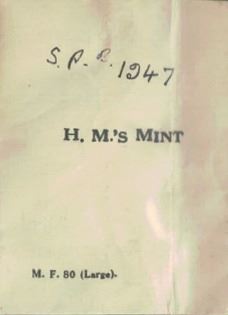 S. P. R. 1947
H. M.'s MINT
M. F. 80 (Large)-